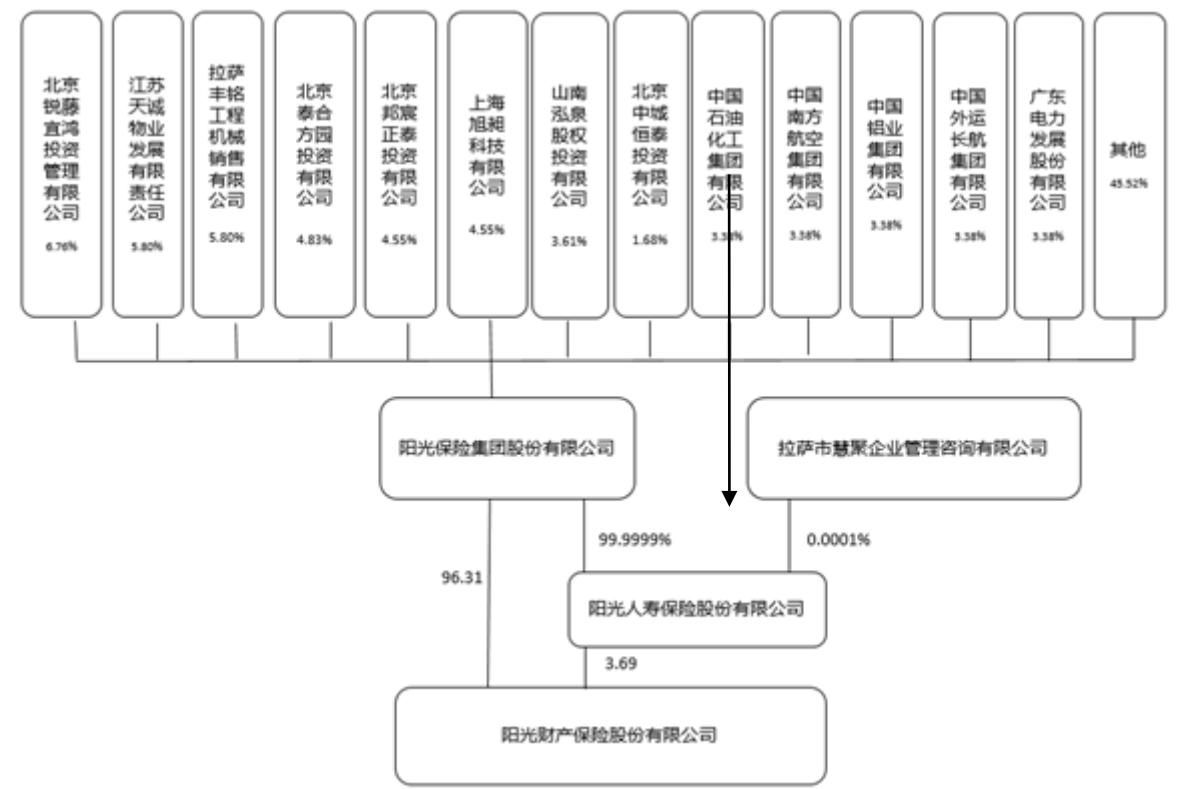 北京
锐藤
宜鸿
投资
管理
有限
公司
6.76%
江苏
天诚
物业
发展
有限
责任
公司
5.80%
拉萨
丰铭
工程
机械
销售
有限
公司
5.80%
北京
泰合
方园
投资
有限
公司
4.83%
北京
邦宸
正泰
投资
有限
公司
4.55%
上海
旭昶
科技
有限
公司
4.55%
山南
泓泉
股权
投资
有限
公司
3.61%
北京
中城
恒泰
投资
有限
公司
1.68%
中国
石油
化工
集团
有限
公司
3.38%
中国
南方
航空
集团
有限
公司
3.38%
中国
铝业
集团
有限
公司
3.38%
中国
外运
长航
集团
有限
公司
3.38%
广东
电力
发展
股份
有限
公司
3.38%
其他
45.52%
阳光保险集团股份有限公司
拉萨市慧聚企业管理咨询有限公司
99.9999%
0.0001%
96.31
阳光人寿保险股份有限公司
3.69
阳光财产保险股份有限公司